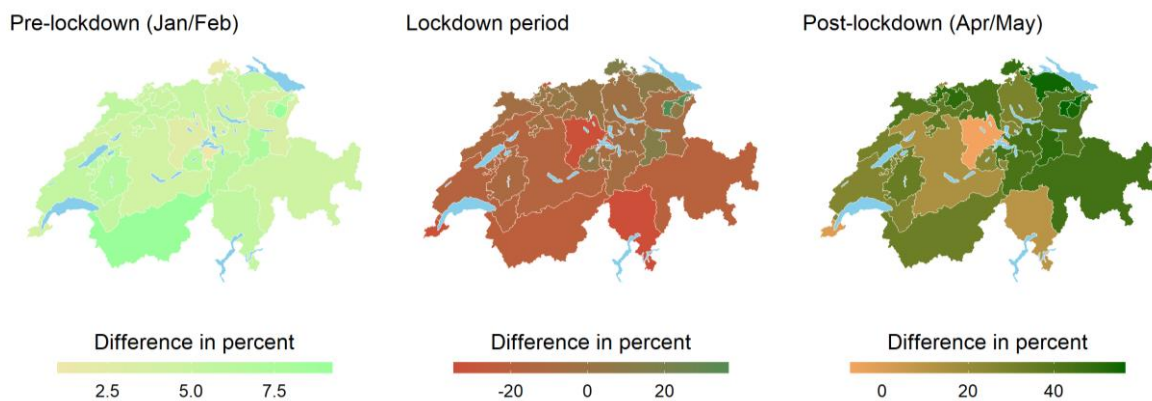 Pre-lockdown (Jan/Feb)
Lockdown period
Post-lockdown (Apr/May)
Difference in percent
2.5 5.0 7.5
Difference in percent
-20 0 20
Difference in percent
0 20 40